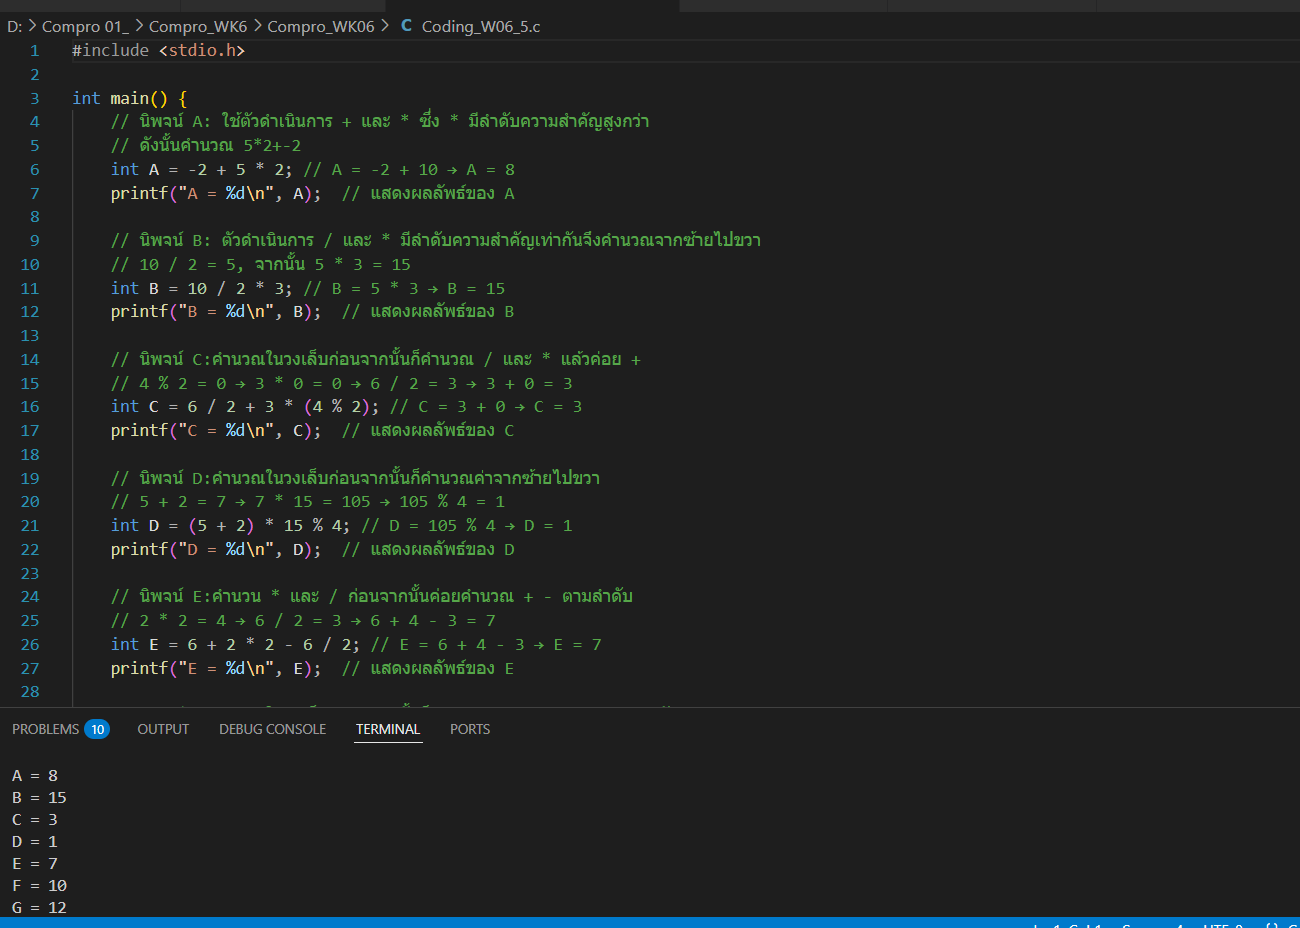 D: > Compro 01_ > Compro_WK6 > Compro_WK06 > C Coding_W06_5.c
1 #include <stdio.h>
2
3 int main() {
4 // นิพจน์ A: ใช้ตัวดำเนินการ + และ * ซึ่ง * มีลำดับความสำคัญสูงกว่า
5 // ดังนั้นคำนวณ 5*2+-2
6 int A = -2 + 5 * 2; // A = -2 + 10 → A = 8
7 printf("A = %d\n", A); // แสดงผลลัพธ์ของ A
8
9 // นิพจน์ B: ตัวดำเนินการ / และ * มีลำดับความสำคัญเท่ากันจึงคำนวณจากซ้ายไปขวา
10 // 10 / 2 = 5, จากนั้น 5 * 3 = 15
11 int B = 10 / 2 * 3; // B = 5 * 3 → B = 15
12 printf("B = %d\n", B); // แสดงผลลัพธ์ของ B
13
14 // นิพจน์ C:คำนวณในวงเล็บก่อนจากนั้นก็คำนวณ / และ * แล้วค่อย +
15 // 4 % 2 = 0 → 3 * 0 = 0 → 6 / 2 = 3 → 3 + 0 = 3
16 int C = 6 / 2 + 3 * (4 % 2); // C = 3 + 0 → C = 3
17 printf("C = %d\n", C); // แสดงผลลัพธ์ของ C
18
19 // นิพจน์ D:คำนวณในวงเล็บก่อนจากนั้นก็คำนวณค่าจากซ้ายไปขวา
20 // 5 + 2 = 7 → 7 * 15 = 105 → 105 % 4 = 1
21 int D = (5 + 2) * 15 % 4; // D = 105 % 4 → D = 1
22 printf("D = %d\n", D); // แสดงผลลัพธ์ของ D
23
24 // นิพจน์ E:คำนวน * และ / ก่อนจากนั้นค่อยคำนวณ + - ตามลำดับ
25 // 2 * 2 = 4 → 6 / 2 = 3 → 6 + 4 - 3 = 7
26 int E = 6 + 2 * 2 - 6 / 2; // E = 6 + 4 - 3 → E = 7
27 printf("E = %d\n", E); // แสดงผลลัพธ์ของ E
28
PROBLEMS 10 OUTPUT DEBUG CONSOLE TERMINAL PORTS
A = 8
B = 15
C = 3
D = 1
E = 7
F = 10
G = 12